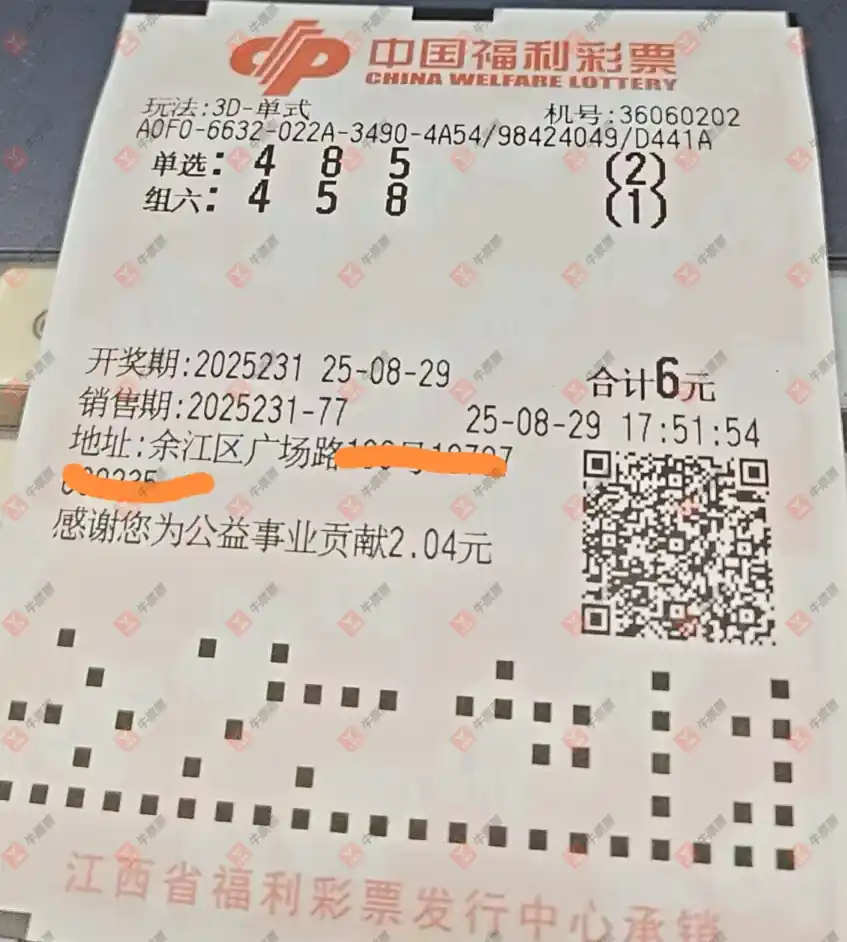 中国福利彩票
CHINA WELFARE LOTTERY
玩法:3D-单式 机号:36060202
A0F0-6632-022A-3490-4A54/98424049/D441A
单选: 4 8 5 (2)
组六: 4 5 8 (1)
开奖期:2025231 25-08-29 合计6元
销售期:2025231-77 25-08-29 17:51:54
地址:余江区广场路
感谢您为公益事业贡献2.04元
江西省福利彩票发行中心承销